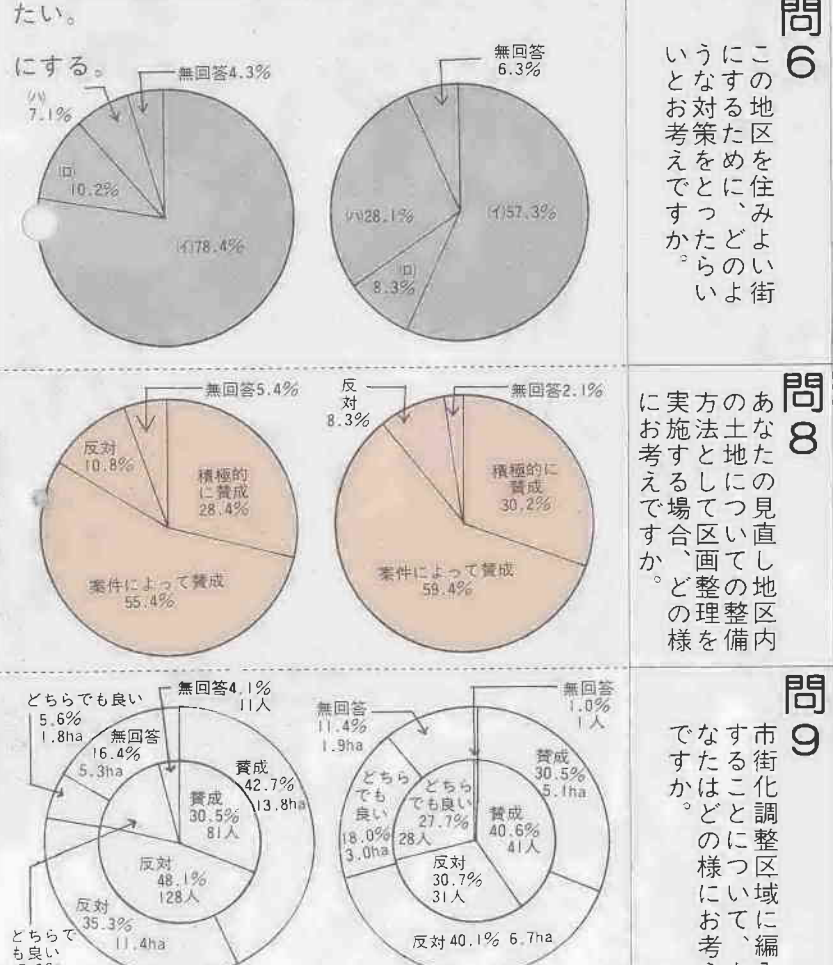 たい。
にする。
問6
この地区を住みよい街
にするために、どのよ
うな対策をとったらい
いとお考えですか。
無回答4.3%
(ハ)
7.1%
(ロ)
10.2%
(イ)78.4%
無回答
6.3%
(イ)57.3%
(ハ)28.1%
(ロ)
8.3%
問8
あなたの見直し地区内
の土地についての整備
方法として区画整理を
実施する場合、どの様
にお考えですか。
無回答5.4%
反対
10.8%
積極的
に賛成
28.4%
案件によって賛成
55.4%
反
対
8.3%
無回答2.1%
積極的に
賛成
30.2%
案件によって賛成
59.4%
問9
市街化調整区域に編
することについて、
なたはどの様にお考
ですか。
どちらでも良い
5.6%
1.8ha
無回答
16.4%
5.3ha
無回答4.1%
11人
賛成
42.7%
13.8ha
賛成
30.5%
81人
反対
48.1%
128人
反対
35.3%
11.4ha
どちらで
も良い
無回答
11.4%
1.9ha
無回答
1.0%
1人
賛成
30.5%
5.1ha
どちら
でも
良い
18.0%
3.0ha
どちら
でも良い
27.7%
28人
賛成
40.6%
41人
反対
30.7%
31人
反対40.1% 6.7ha